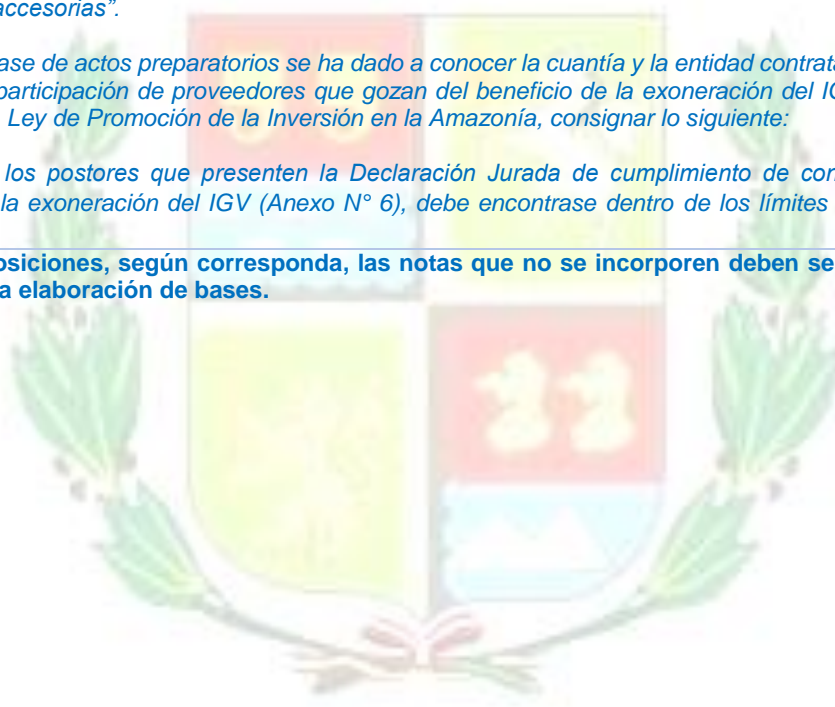 accesorias”.
ase de actos preparatorios se ha dado a conocer la cuantía y la entidad contrata
participación de proveedores que gozan del beneficio de la exoneración del IG
Ley de Promoción de la Inversión en la Amazonía, consignar lo siguiente:
los postores que presenten la Declaración Jurada de cumplimiento de con
la exoneración del IGV (Anexo N° 6), debe encontrase dentro de los límites
osiciones, según corresponda, las notas que no se incorporen deben se
a elaboración de bases.